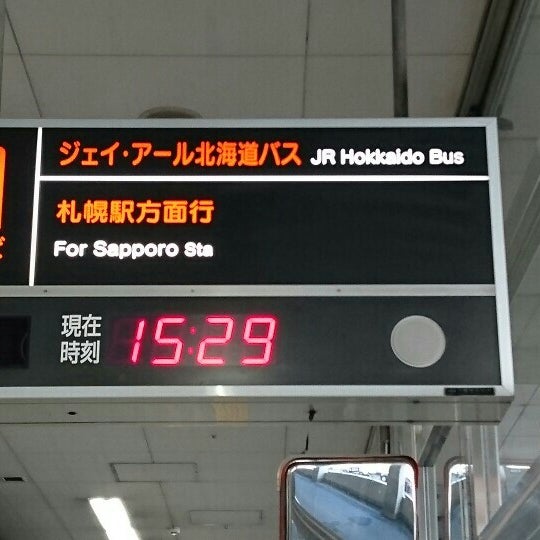 ジェイ・アール北海道バス JR Hokkaido Bus
札幌駅方面行
For Sapporo Sta
現在
時刻 15:29